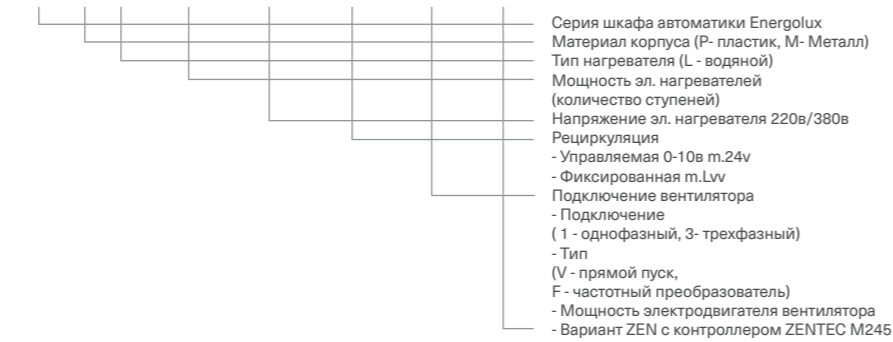 Серия шкафа автоматики Energolux
Материал корпуса (P- пластик, M- Металл)
Тип нагревателя (L - водяной)
Мощность эл. нагревателей
(количество ступеней)
Напряжение эл. нагревателя 220в/380в
Рециркуляция
- Управляемая 0-10в m.24v
- Фиксированная m.Lvv
Подключение вентилятора
- Подключение
( 1 - однофазный, 3- трехфазный)
- Тип
(V - прямой пуск,
F - частотный преобразователь)
- Мощность электродвигателя вентилятора
- Вариант ZEN с контроллером ZENTEC M245